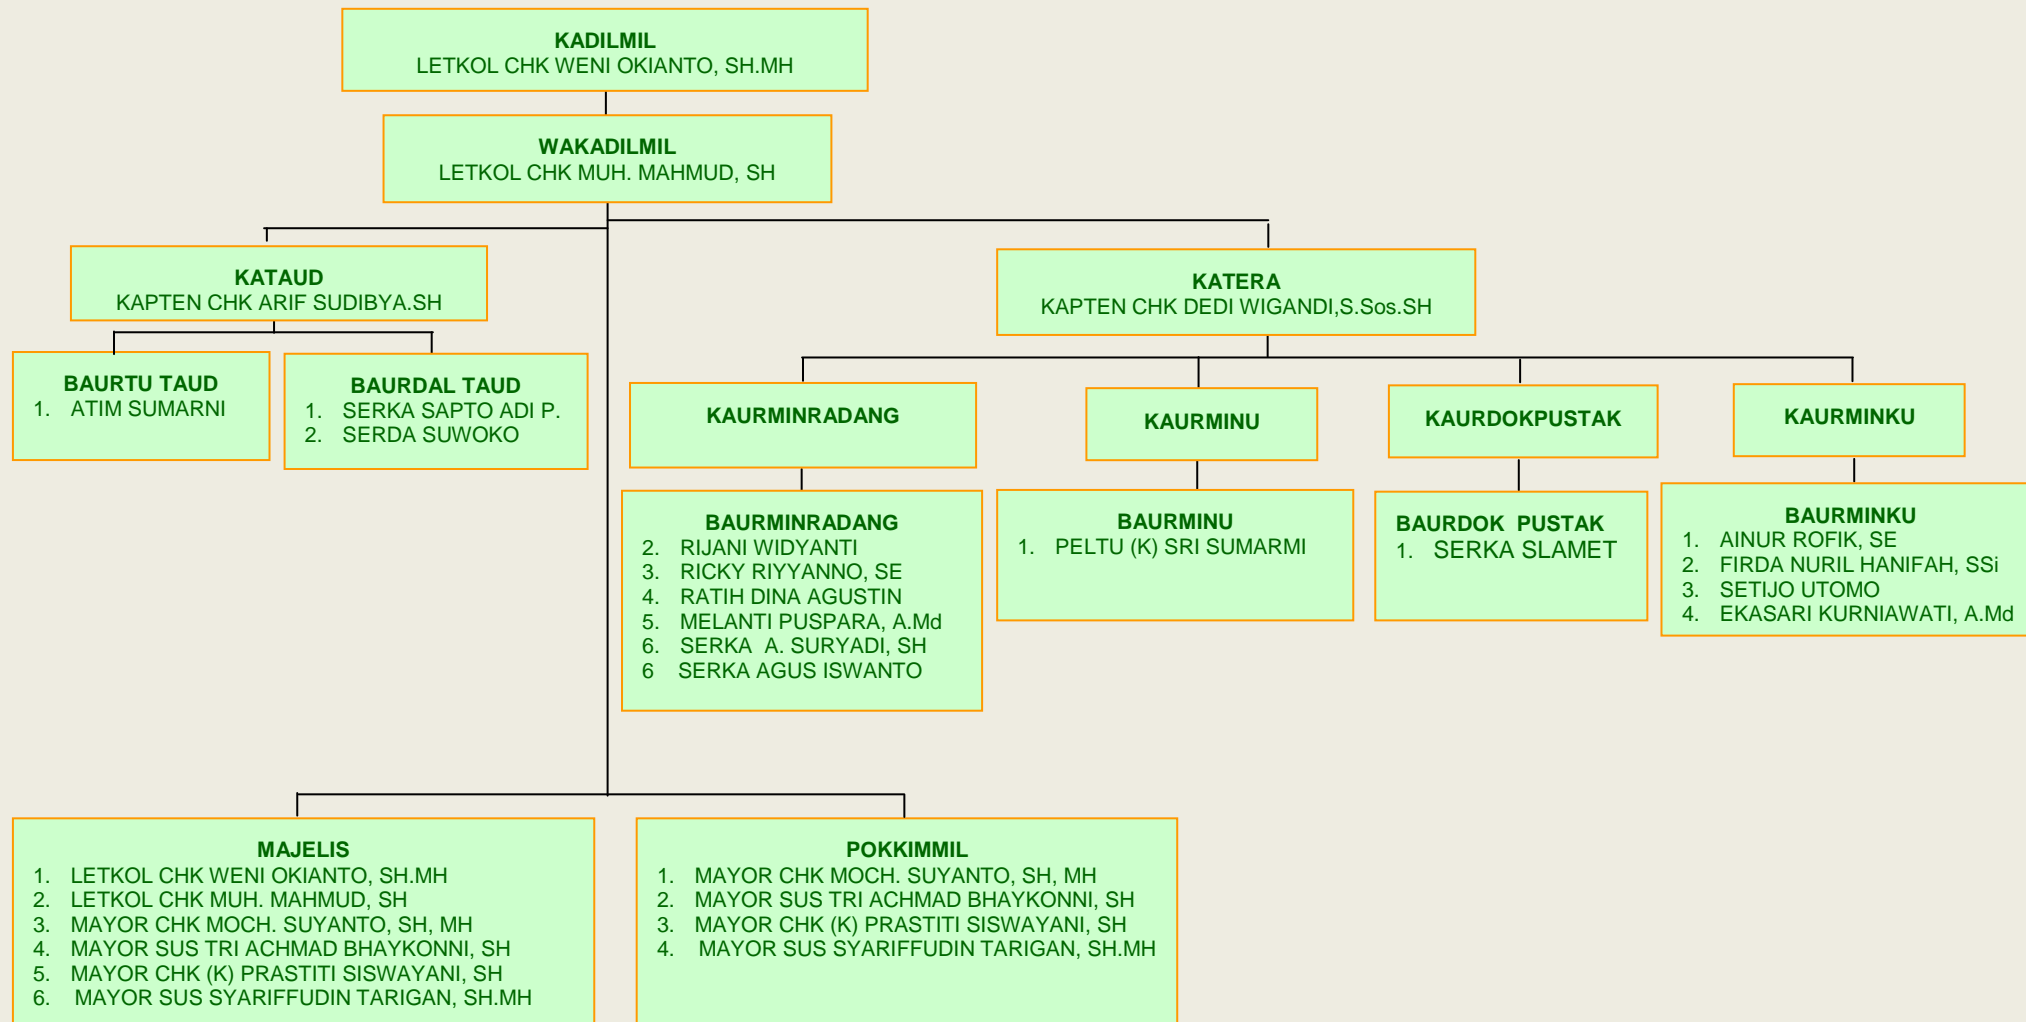 KADILMIL
LETKOL CHK WENI OKIANTO, SH.MH
WAKADILMIL
LETKOL CHK MUH. MAHMUD, SH
KATAUD
KAPTEN CHK ARIF SUDIBYA.SH
KATERA
KAPTEN CHK DEDI WIGANDI,S.Sos.SH
BAURTU TAUD
1. ATIM SUMARNI
BAURDAL TAUD
1. SERKA SAPTO ADI P.
2. SERDA SUWOKO
KAURMINRADANG
KAURMINU
KAURDOKPUSTAK
KAURMINKU
BAURMINRADANG
2. RIJANI WIDYANTI
3. RICKY RIYYANNO, SE
4. RATIH DINA AGUSTIN
5. MELANTI PUSPARA, A.Md
6. SERKA A. SURYADI, SH
6 SERKA AGUS ISWANTO
BAURMINU
1. PELTU (K) SRI SUMARMI
BAURDOK PUSTAK
1. SERKA SLAMET
BAURMINKU
1. AINUR ROFIK, SE
2. FIRDA NURIL HANIFAH, SSi
3. SETIJO UTOMO
4. EKASARI KURNIAWATI, A.Md
MAJELIS
1. LETKOL CHK WENI OKIANTO, SH.MH
2. LETKOL CHK MUH. MAHMUD, SH
3. MAYOR CHK MOCH. SUYANTO, SH, MH
4. MAYOR SUS TRI ACHMAD BHAYKONNI, SH
5. MAYOR CHK (K) PRASTITI SISWAYANI, SH
6. MAYOR SUS SYARIFFUDIN TARIGAN, SH.MH
POKKIMMIL
1. MAYOR CHK MOCH. SUYANTO, SH, MH
2. MAYOR SUS TRI ACHMAD BHAYKONNI, SH
3. MAYOR CHK (K) PRASTITI SISWAYANI, SH
4. MAYOR SUS SYARIFFUDIN TARIGAN, SH.MH